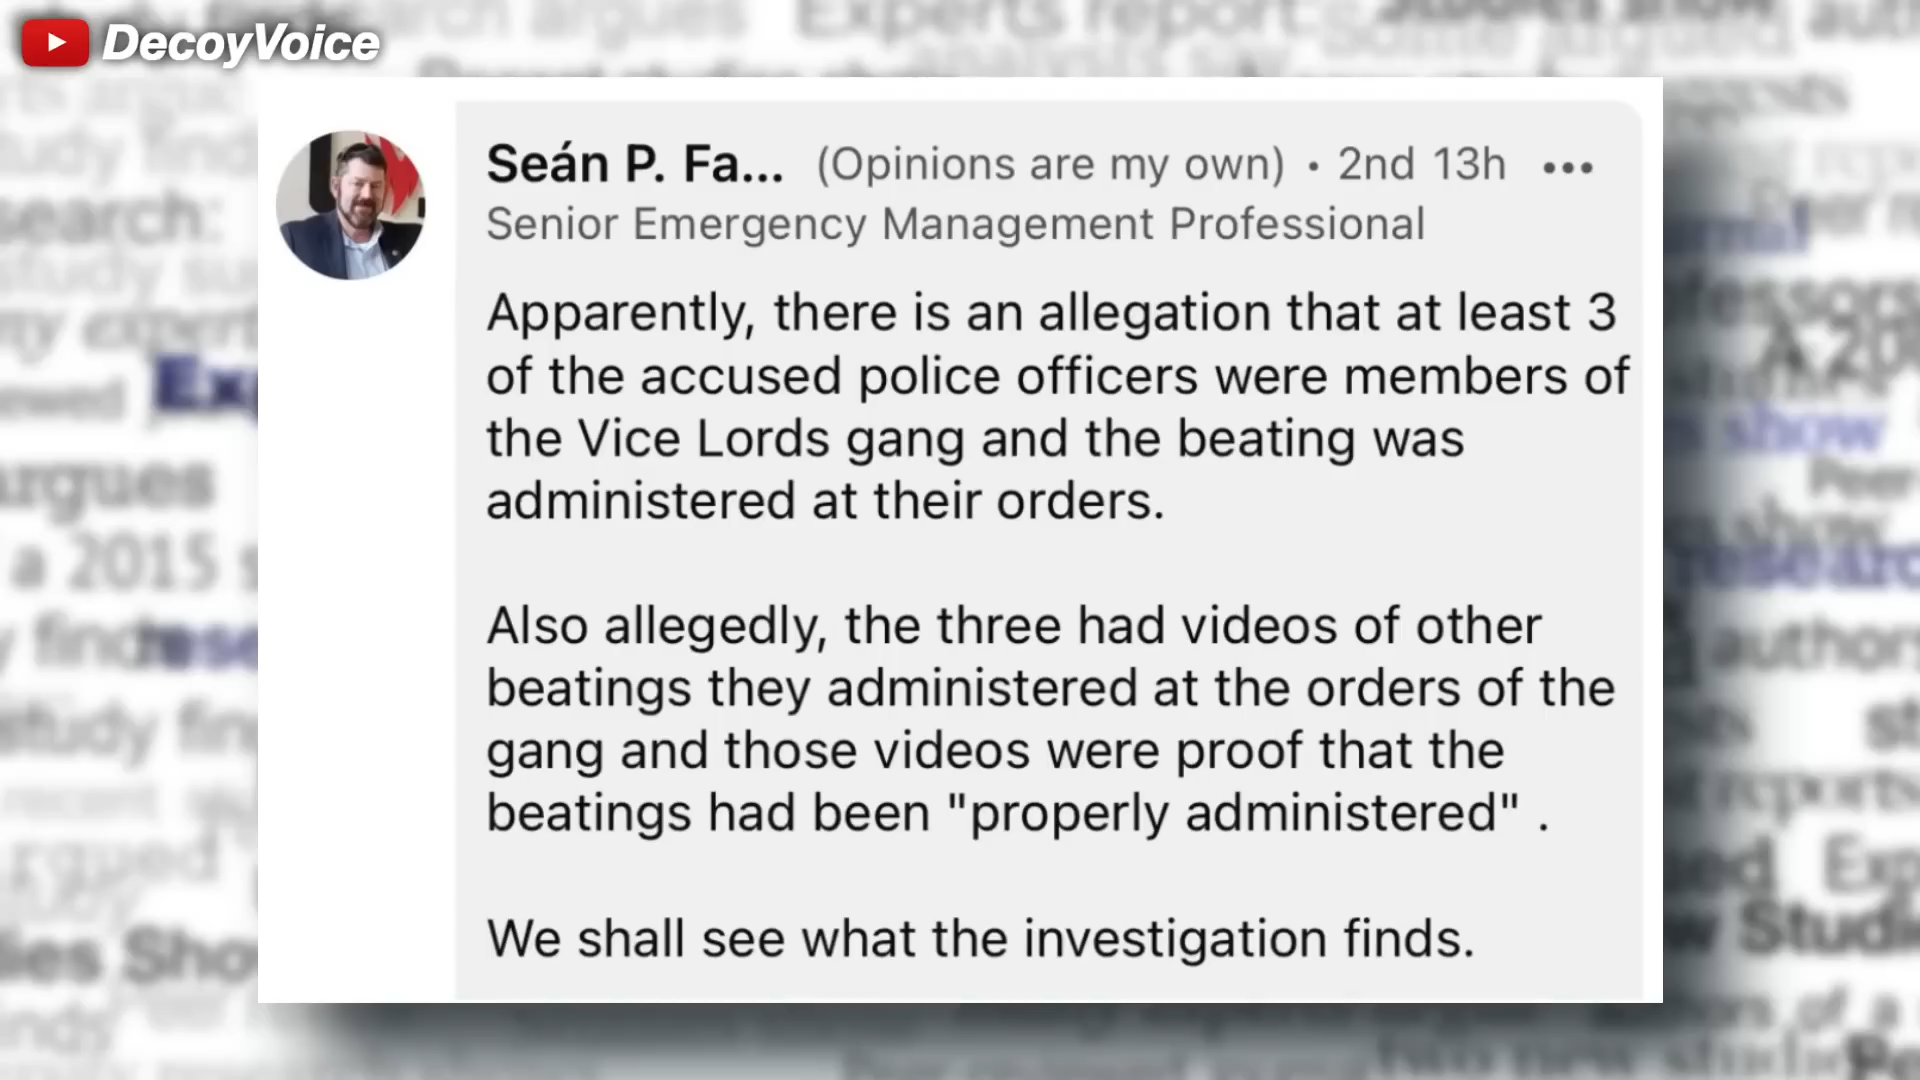 DecoyVoice
Seán P. Fa... (Opinions are my own) • 2nd 13h •••
Senior Emergency Management Professional
Apparently, there is an allegation that at least 3
of the accused police officers were members of
the Vice Lords gang and the beating was
administered at their orders.
Also allegedly, the three had videos of other
beatings they administered at the orders of the
gang and those videos were proof that the
beatings had been "properly administered" .
We shall see what the investigation finds.